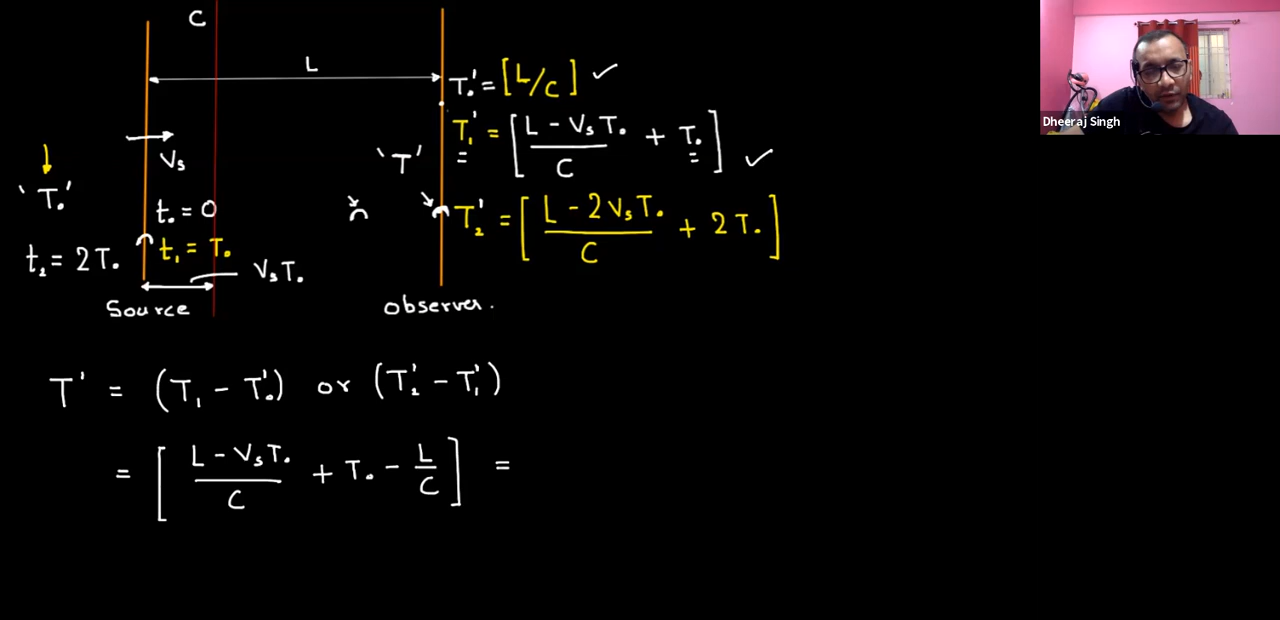 C
L
T₀' = [L/C] ✓
T₁' = [(L - VₛT₀)/C + T₀] ✓
Vₛ
'T'
'T₀'
t₀ = 0
T₂' = [(L - 2VₛT₀)/C + 2T₀]
t₂ = 2T₀
t₁ = T₀
VₛT₀
Source
observer.
T' = (T₁ - T₀') or (T₂' - T₁')
= [(L - VₛT₀)/C + T₀ - L/C] =
Dheeraj Singh